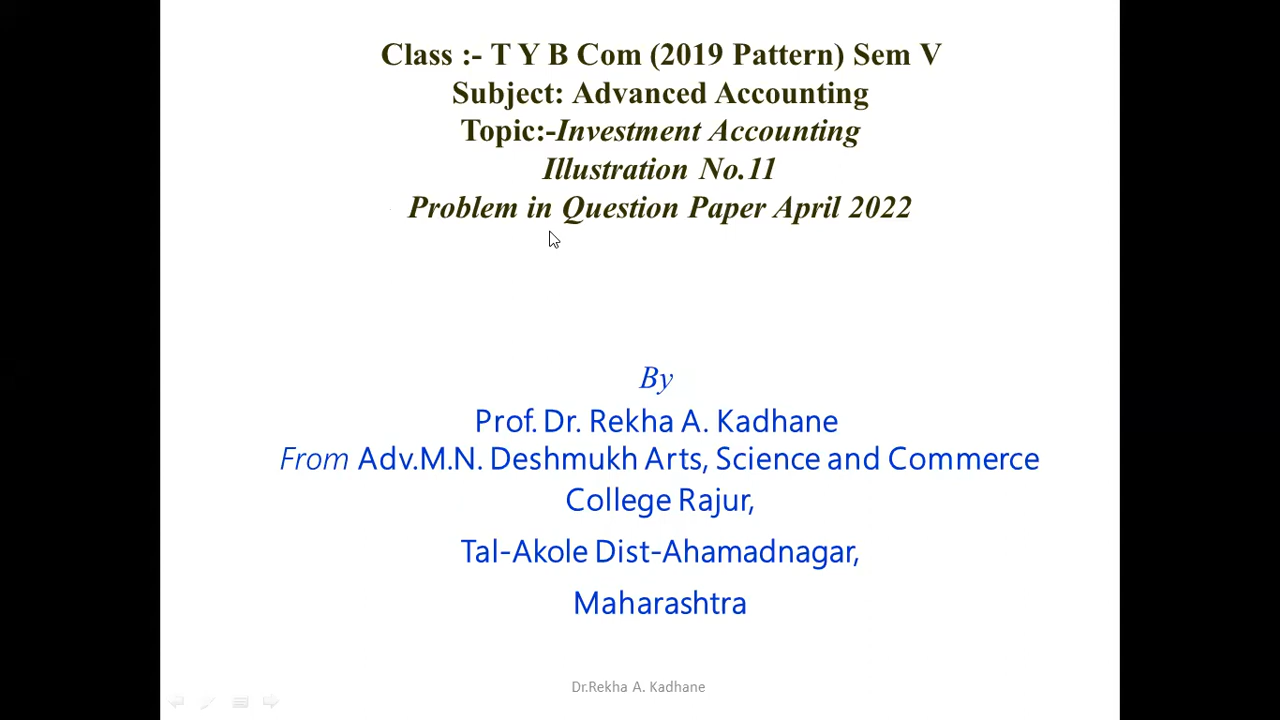 Class :- T Y B Com (2019 Pattern) Sem V
Subject: Advanced Accounting
Topic:-Investment Accounting
Illustration No.11
Problem in Question Paper April 2022
By
Prof. Dr. Rekha A. Kadhane
From Adv.M.N. Deshmukh Arts, Science and Commerce
College Rajur,
Tal-Akole Dist-Ahamadnagar,
Maharashtra
Dr.Rekha A. Kadhane